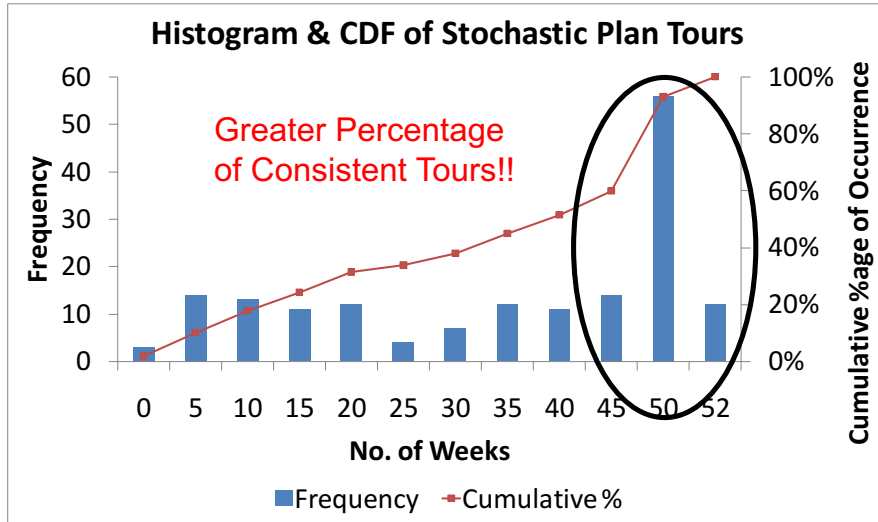 Histogram & CDF of Stochastic Plan Tours
60
50
40
30
20
10
0
Frequency
Greater Percentage
of Consistent Tours!!
100%
80%
60%
40%
20%
0%
Cumulative %age of Occurrence
0 5 10 15 20 25 30 35 40 45 50 52
No. of Weeks
Frequency Cumulative %